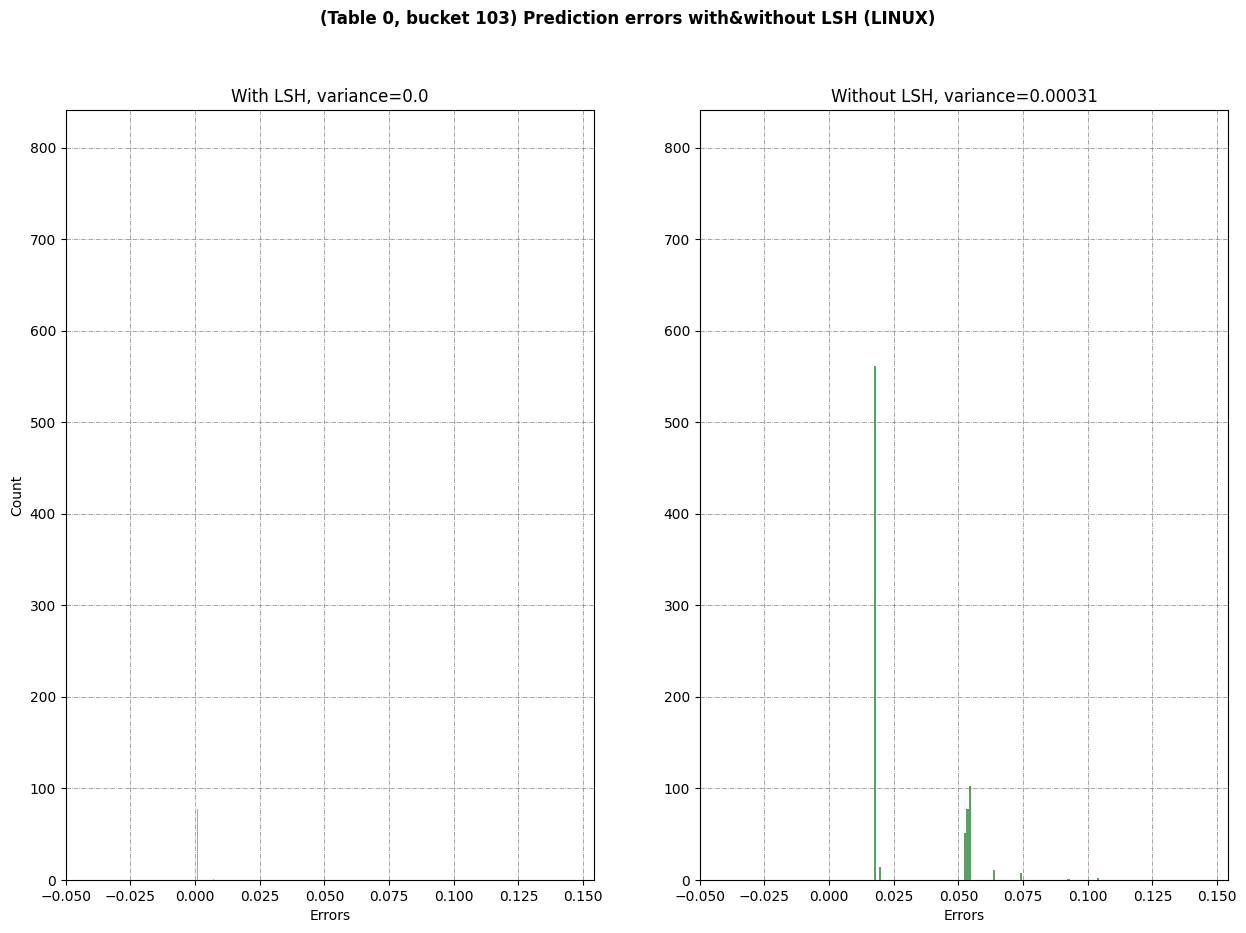 (Table 0, bucket 103) Prediction errors with&without LSH (LINUX)
With LSH, variance=0.0
800
700
600
500
400
300
200
100
0
Count
−0.050 −0.025 0.000 0.025 0.050 0.075 0.100 0.125 0.150
Errors
Without LSH, variance=0.00031
800
700
600
500
400
300
200
100
0
−0.050 −0.025 0.000 0.025 0.050 0.075 0.100 0.125 0.150
Errors